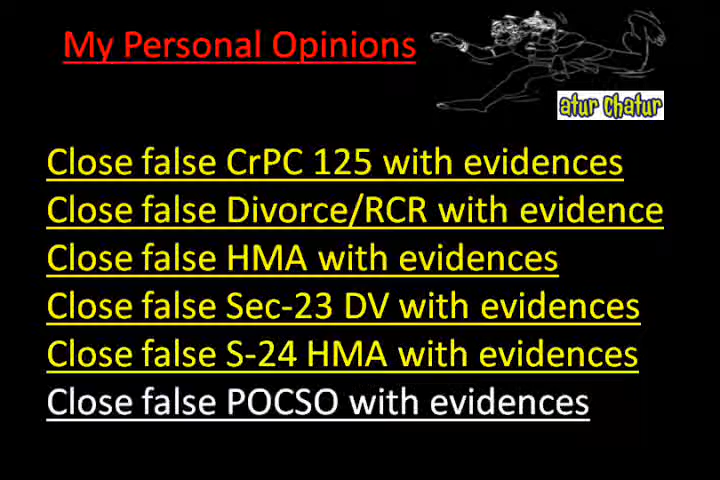 My Personal Opinions
atur Chatur
Close false CrPC 125 with evidences
Close false Divorce/RCR with evidence
Close false HMA with evidences
Close false Sec-23 DV with evidences
Close false S-24 HMA with evidences
Close false POCSO with evidences